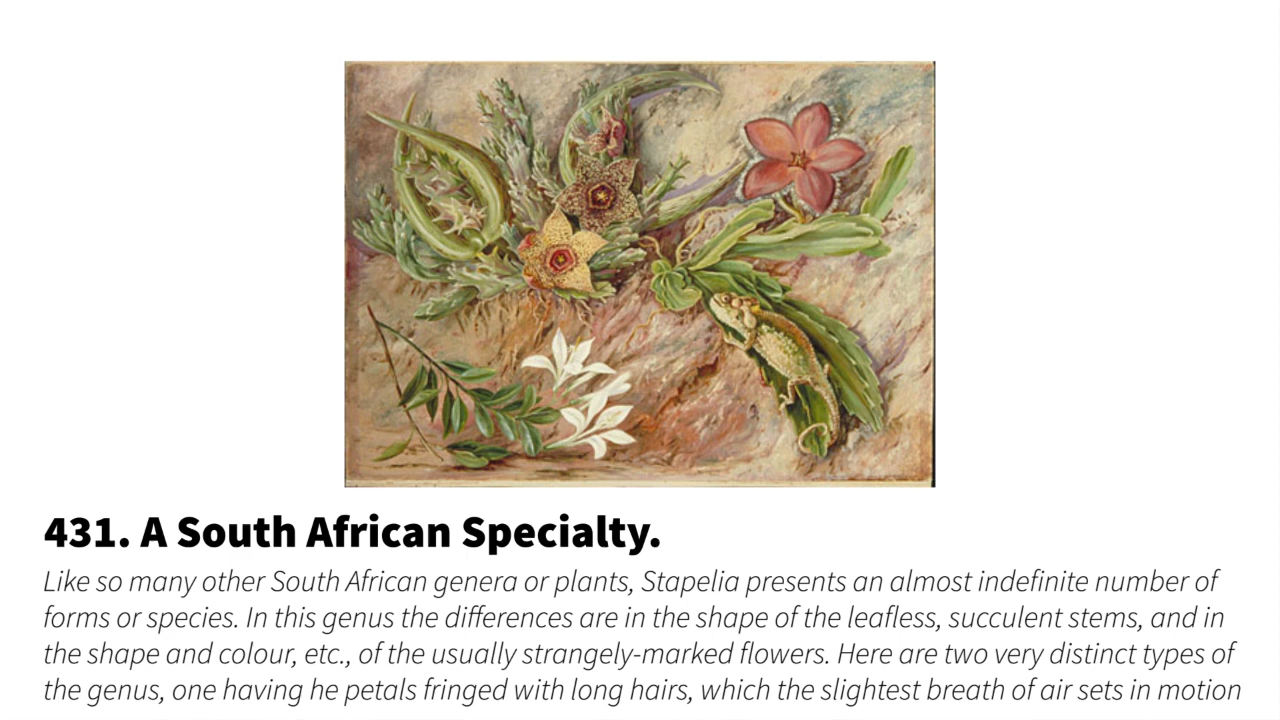 431. A South African Specialty.
Like so many other South African genera or plants, Stapelia presents an almost indefinite number of
forms or species. In this genus the differences are in the shape of the leafless, succulent stems, and in
the shape and colour, etc., of the usually strangely-marked flowers. Here are two very distinct types of
the genus, one having he petals fringed with long hairs, which the slightest breath of air sets in motion